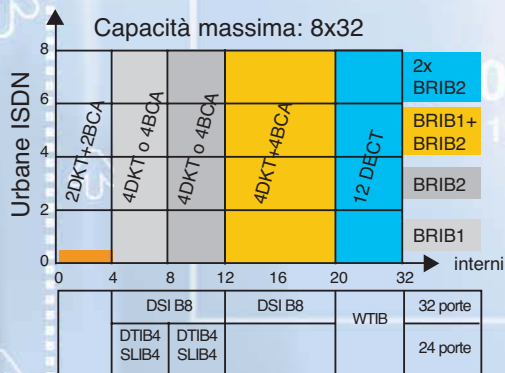 Capacità massima: 8x32
Urbane ISDN
8
6
4
2
0
2DKT+2BCA
4DKT o 4BCA
4DKT o 4BCA
4DKT+4BCA
12 DECT
2x
BRIB2
BRIB1+
BRIB2
BRIB2
BRIB1
interni
0 4 8 12 16 20 32
DSI B8 DSI B8 WTIB 32 porte
DTIB4 DTIB4 24 porte
SLIB4 SLIB4